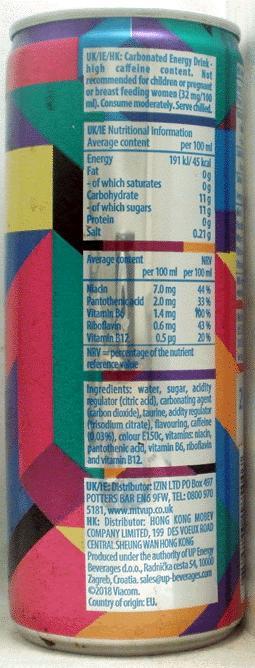 UK/IE/HK: Carbonated Energy Drink -
high caffeine content. Not
recommended for children or pregnant
or breast feeding women (32 mg/100
ml). Consume moderately. Serve chilled.
UK/IE Nutritional information
Average content per 100 ml
Energy 191 kJ/45 kcal
Fat 0g
- of which saturates 0g
Carbohydrate 11g
- of which sugars 11g
Protein 0g
Salt 0.21g
Average content NRV
per 100 ml per 100 ml
Niacin 7.0 mg 44 %
Pantothenic acid 2.0 mg 33 %
Vitamin B6 1.4 mg 100 %
Riboflavin 0.6 mg 43 %
Vitamin B12 0.5 µg 20 %
NRV = percentage of the nutrient
reference value
Ingredients: water, sugar, acidity
regulator (citric acid), carbonating agent
(carbon dioxide), taurine, acidity regulator
(trisodium citrate), flavouring, caffeine
(0.03%), colour E150c, vitamins: niacin,
pantothenic acid, vitamin B6, riboflavin
and vitamin B12.
UK/IE: Distributor: IZIN LTD PO Box 497
POTTERS BAR EN6 9FW, TEL: 0800 970
5181, www.mtvup.co.uk
HK: Distributor: HONG KONG MOBEV
COMPANY LIMITED, 199 DES VOEUX ROAD
CENTRAL SHEUNG WAN HONG KONG
Produced under the authority of UP Energy
Beverages d.o.o., Radnička cesta 54, 10000
Zagreb, Croatia. sales@up-beverages.com
©2018 Viacom.
Country of origin: EU.